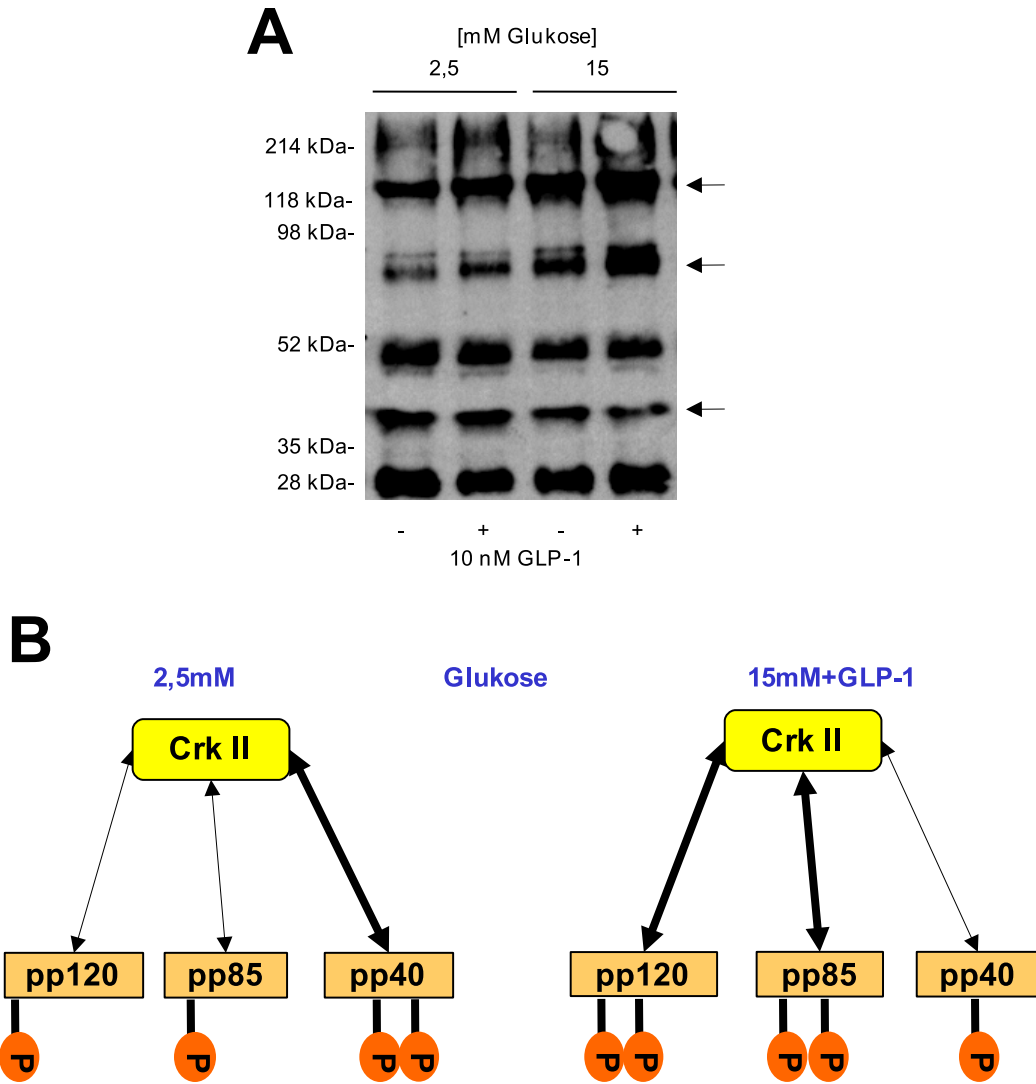 A
[mM Glukose]
2,5 15
214 kDa-
118 kDa-
98 kDa-
52 kDa-
35 kDa-
28 kDa-
- + - +
10 nM GLP-1
B
2,5mM Glukose 15mM+GLP-1
Crk II Crk II
pp120 pp85 pp40 pp120 pp85 pp40
P P P P P P P P P